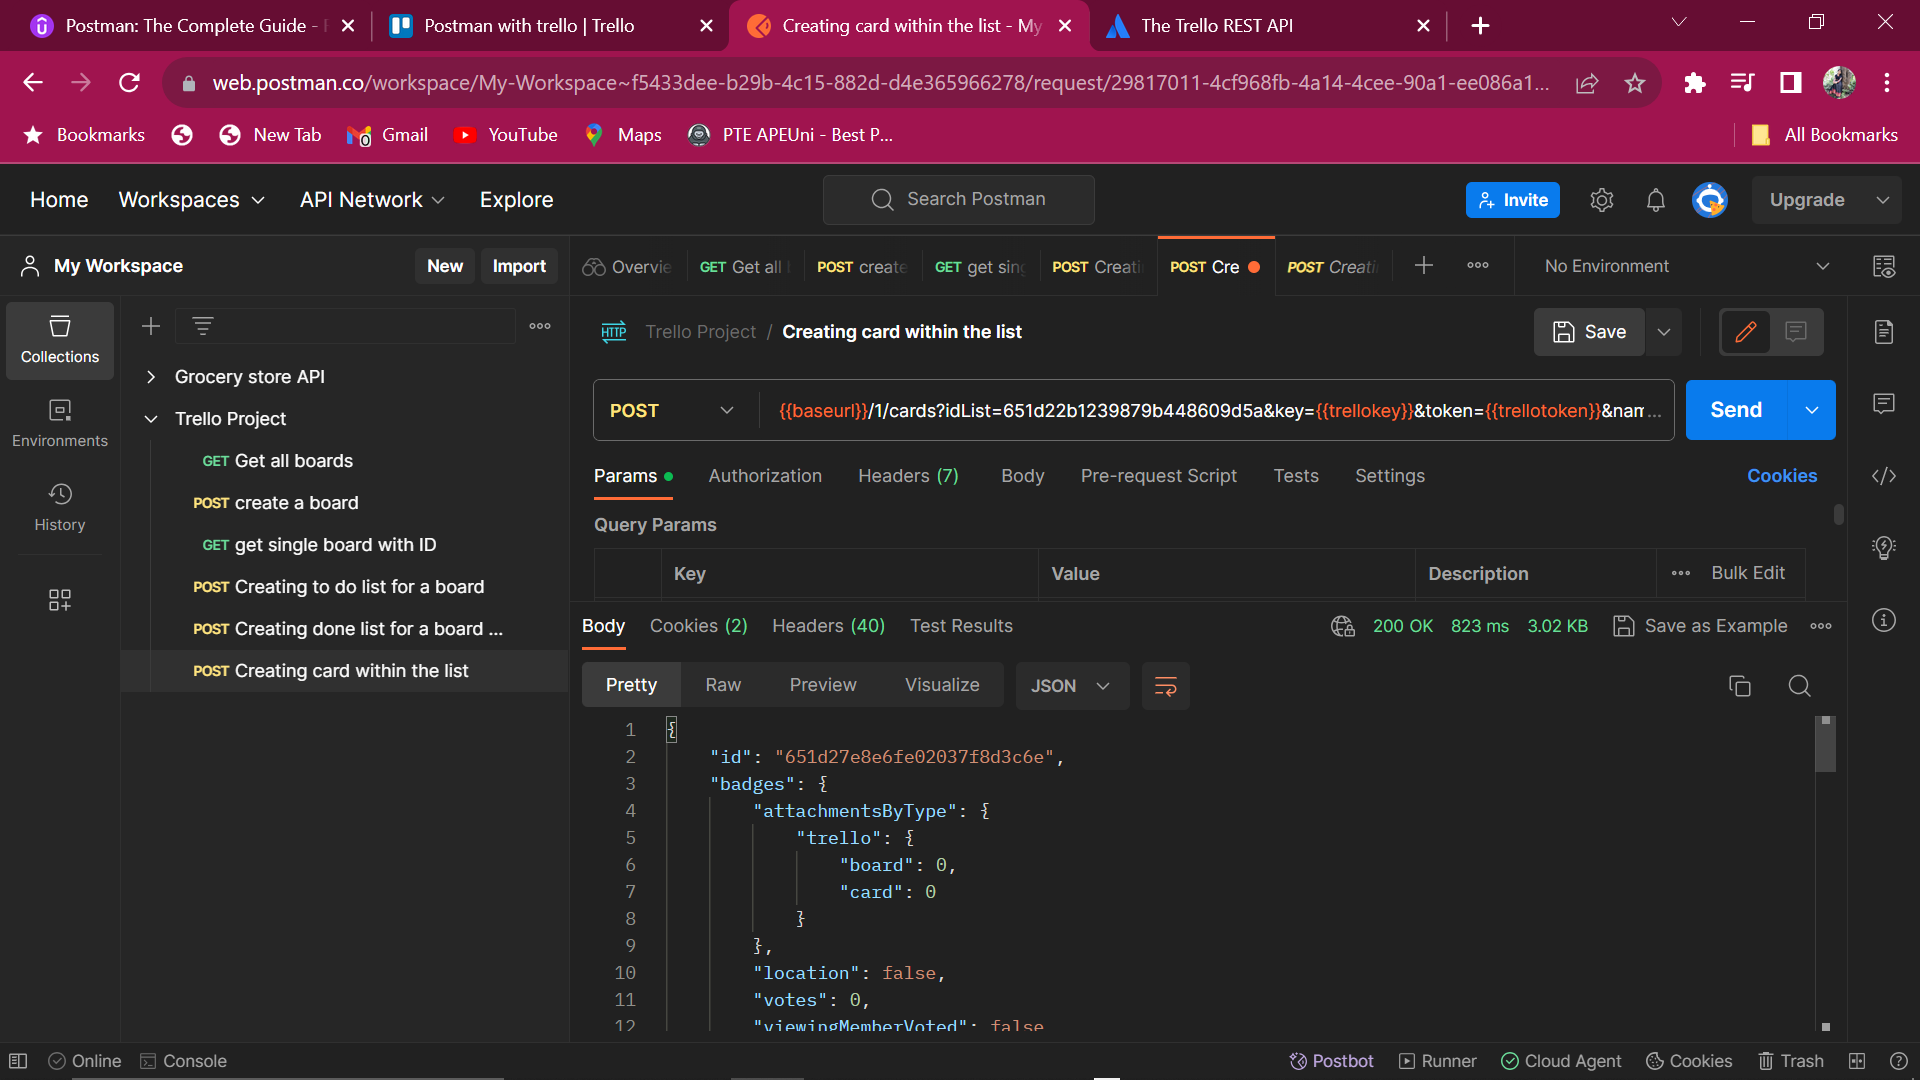 Postman: The Complete Guide -
Postman with trello | Trello
Creating card within the list - My
The Trello REST API
web.postman.co/workspace/My-Workspace~f5433dee-b29b-4c15-882d-d4e365966278/request/29817011-4cf968fb-4a14-4cee-90a1-ee086a1...
Bookmarks
New Tab
Gmail
YouTube
Maps
PTE APEUni - Best P...
All Bookmarks
Home
Workspaces
API Network
Explore
Search Postman
Invite
Upgrade
My Workspace
New
Import
Overvie
GET Get all
POST create
GET get sing
POST Creati
POST Cre
POST Creati
No Environment
Collections
Environments
History
Grocery store API
Trello Project
GET Get all boards
POST create a board
GET get single board with ID
POST Creating to do list for a board
POST Creating done list for a board ...
POST Creating card within the list
HTTP
Trello Project / Creating card within the list
Save
POST
{{baseurl}}/1/cards?idList=651d22b1239879b448609d5a&key={{trellokey}}&token={{trellotoken}}&nam...
Send
Params
Authorization
Headers (7)
Body
Pre-request Script
Tests
Settings
Cookies
Query Params
Key
Value
Description
Bulk Edit
Body
Cookies (2)
Headers (40)
Test Results
200 OK
823 ms
3.02 KB
Save as Example
Pretty
Raw
Preview
Visualize
JSON
1 {
2 "id": "651d27e8e6fe02037f8d3c6e",
3 "badges": {
4 "attachmentsByType": {
5 "trello": {
6 "board": 0,
7 "card": 0
8 }
9 },
10 "location": false,
11 "votes": 0,
12 "viewingMemberVoted": false
Online
Console
Postbot
Runner
Cloud Agent
Cookies
Trash